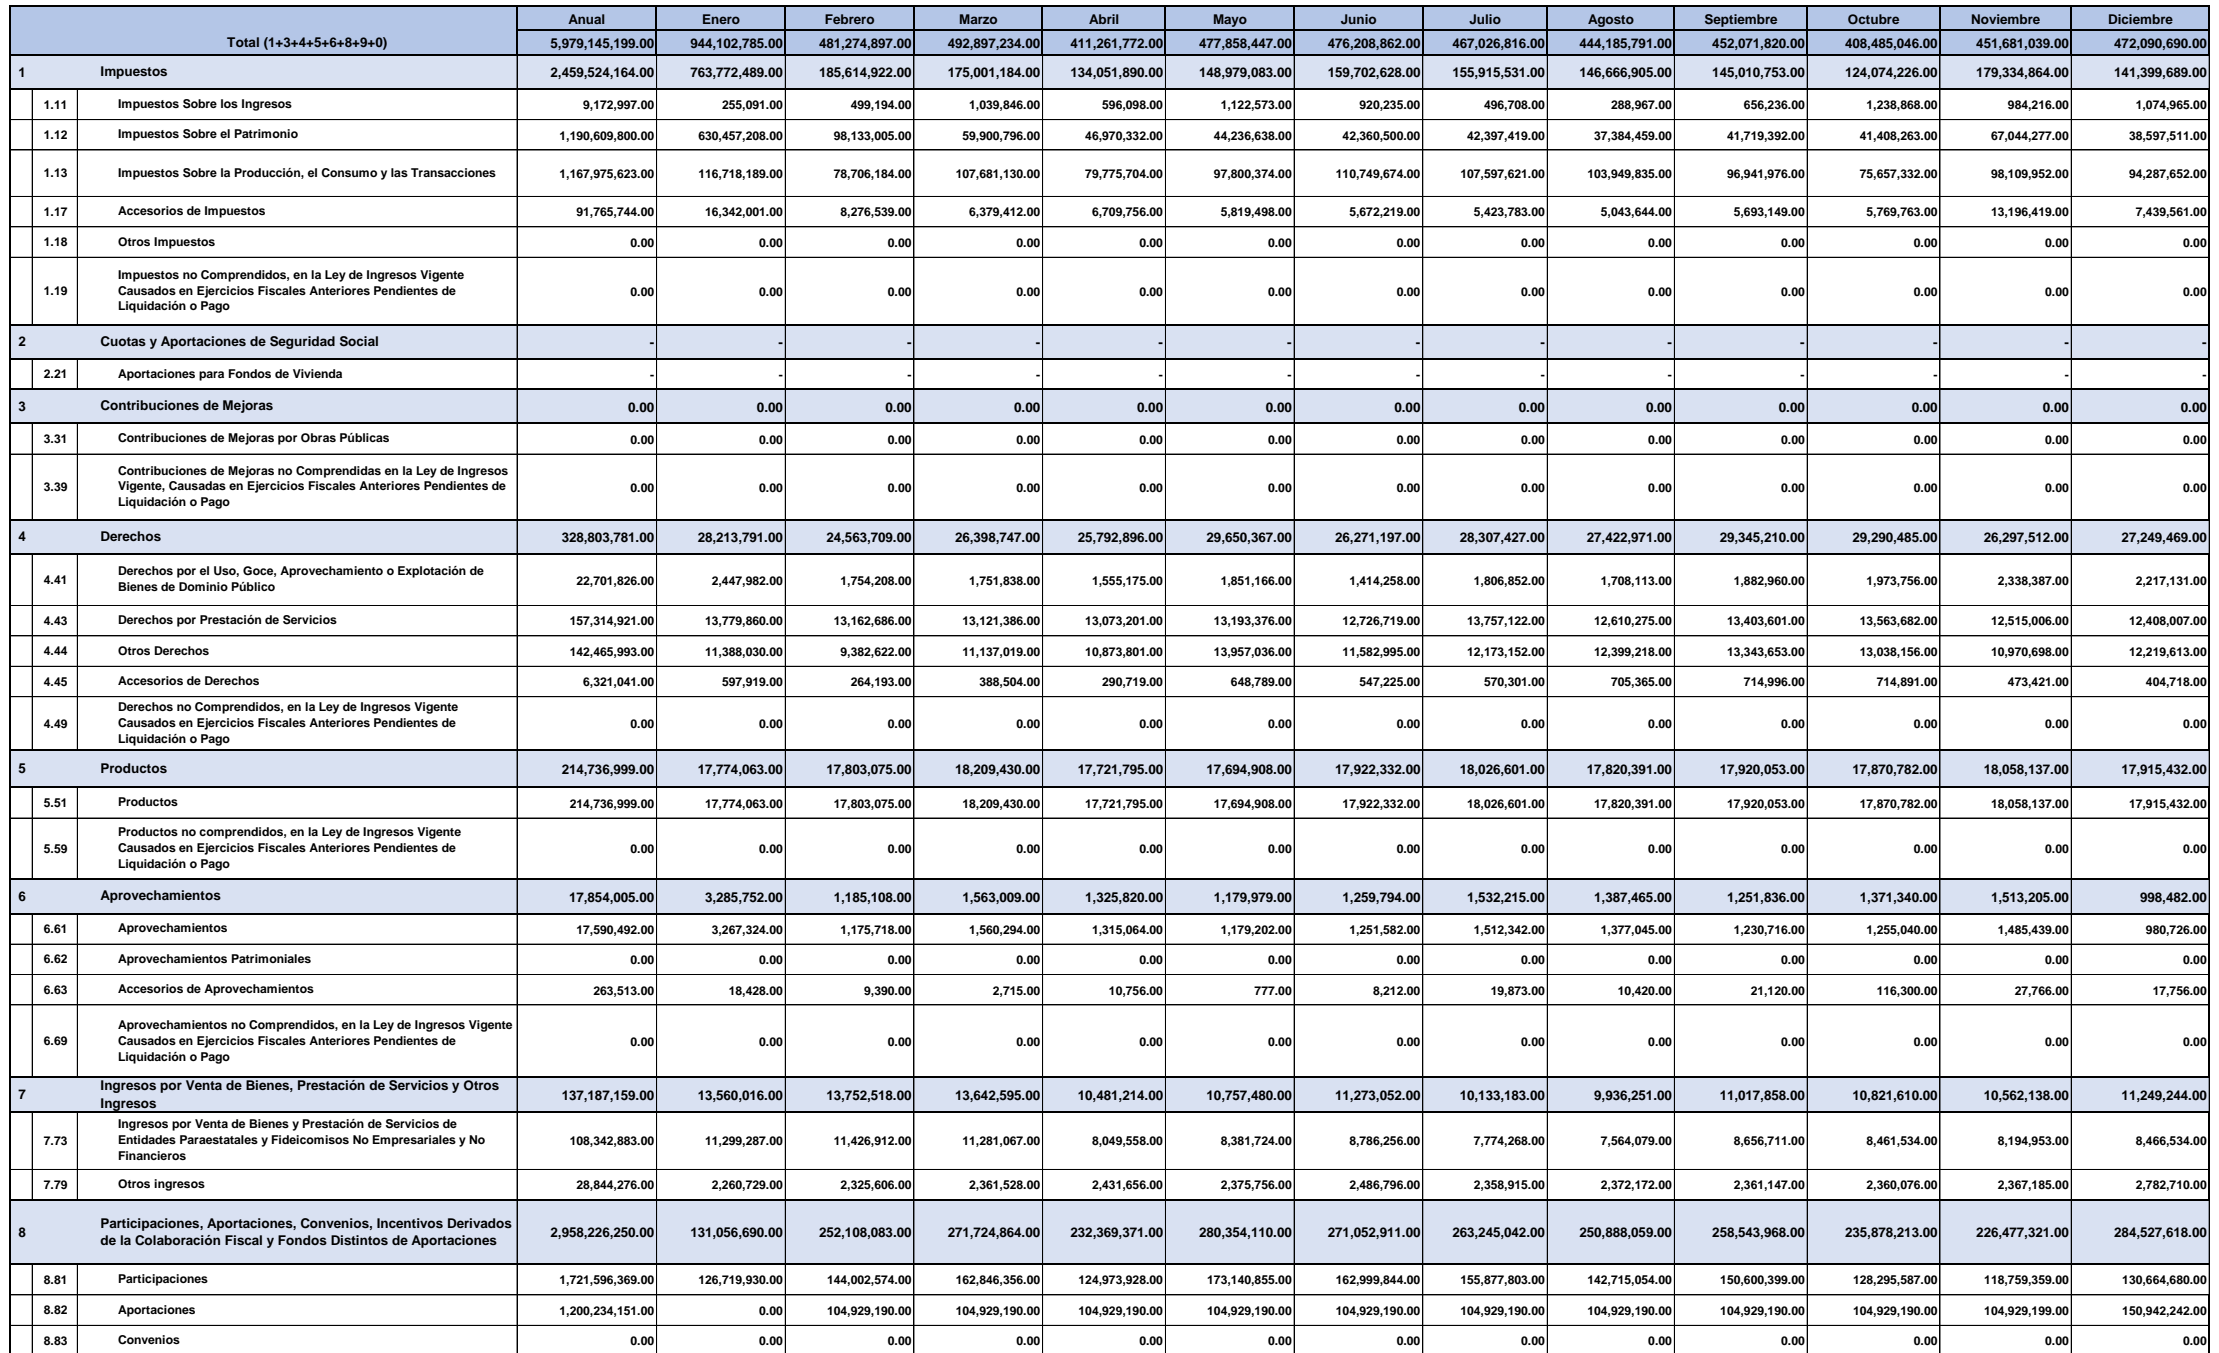 Anual Enero Febrero Marzo Abril Mayo Junio Julio Agosto Septiembre Octubre Noviembre Diciembre
Total (1+3+4+5+6+8+9+0) 5,979,145,199.00 944,102,785.00 481,274,897.00 492,897,234.00 411,261,772.00 477,858,447.00 476,208,862.00 467,026,816.00 444,185,791.00 452,071,820.00 408,485,046.00 451,681,039.00 472,090,690.00
1 Impuestos 2,459,524,164.00 763,772,489.00 185,614,922.00 175,001,184.00 134,051,890.00 148,979,083.00 159,702,628.00 155,915,531.00 146,666,905.00 145,010,753.00 124,074,226.00 179,334,864.00 141,399,689.00
1.11 Impuestos Sobre los Ingresos 9,172,997.00 255,091.00 499,194.00 1,039,846.00 596,098.00 1,122,573.00 920,235.00 496,708.00 288,967.00 656,236.00 1,238,868.00 984,216.00 1,074,965.00
1.12 Impuestos Sobre el Patrimonio 1,190,609,800.00 630,457,208.00 98,133,005.00 59,900,796.00 46,970,332.00 44,236,638.00 42,360,500.00 42,397,419.00 37,384,459.00 41,719,392.00 41,408,263.00 67,044,277.00 38,597,511.00
1.13 Impuestos Sobre la Producción, el Consumo y las Transacciones 1,167,975,623.00 116,718,189.00 78,706,184.00 107,681,130.00 79,775,704.00 97,800,374.00 110,749,674.00 107,597,621.00 103,949,835.00 96,941,976.00 75,657,332.00 98,109,952.00 94,287,652.00
1.17 Accesorios de Impuestos 91,765,744.00 16,342,001.00 8,276,539.00 6,379,412.00 6,709,756.00 5,819,498.00 5,672,219.00 5,423,783.00 5,043,644.00 5,693,149.00 5,769,763.00 13,196,419.00 7,439,561.00
1.18 Otros Impuestos 0.00 0.00 0.00 0.00 0.00 0.00 0.00 0.00 0.00 0.00 0.00 0.00 0.00
Impuestos no Comprendidos, en la Ley de Ingresos Vigente
1.19 Causados en Ejercicios Fiscales Anteriores Pendientes de 0.00 0.00 0.00 0.00 0.00 0.00 0.00 0.00 0.00 0.00 0.00 0.00 0.00
Liquidación o Pago
2 Cuotas y Aportaciones de Seguridad Social - - - - - - - - - - - - -
2.21 Aportaciones para Fondos de Vivienda - - - - - - - - - - - - -
3 Contribuciones de Mejoras 0.00 0.00 0.00 0.00 0.00 0.00 0.00 0.00 0.00 0.00 0.00 0.00 0.00
3.31 Contribuciones de Mejoras por Obras Públicas 0.00 0.00 0.00 0.00 0.00 0.00 0.00 0.00 0.00 0.00 0.00 0.00 0.00
Contribuciones de Mejoras no Comprendidas en la Ley de Ingresos
3.39 Vigente, Causadas en Ejercicios Fiscales Anteriores Pendientes de 0.00 0.00 0.00 0.00 0.00 0.00 0.00 0.00 0.00 0.00 0.00 0.00 0.00
Liquidación o Pago
4 Derechos 328,803,781.00 28,213,791.00 24,563,709.00 26,398,747.00 25,792,896.00 29,650,367.00 26,271,197.00 28,307,427.00 27,422,971.00 29,345,210.00 29,290,485.00 26,297,512.00 27,249,469.00
Derechos por el Uso, Goce, Aprovechamiento o Explotación de
4.41 Bienes de Dominio Público 22,701,826.00 2,447,982.00 1,754,208.00 1,751,838.00 1,555,175.00 1,851,166.00 1,414,258.00 1,806,852.00 1,708,113.00 1,882,960.00 1,973,756.00 2,338,387.00 2,217,131.00
4.43 Derechos por Prestación de Servicios 157,314,921.00 13,779,860.00 13,162,686.00 13,121,386.00 13,073,201.00 13,193,376.00 12,726,719.00 13,757,122.00 12,610,275.00 13,403,601.00 13,563,682.00 12,515,006.00 12,408,007.00
4.44 Otros Derechos 142,465,993.00 11,388,030.00 9,382,622.00 11,137,019.00 10,873,801.00 13,957,036.00 11,582,995.00 12,173,152.00 12,399,218.00 13,343,653.00 13,038,156.00 10,970,698.00 12,219,613.00
4.45 Accesorios de Derechos 6,321,041.00 597,919.00 264,193.00 388,504.00 290,719.00 648,789.00 547,225.00 570,301.00 705,365.00 714,996.00 714,891.00 473,421.00 404,718.00
Derechos no Comprendidos, en la Ley de Ingresos Vigente
4.49 Causados en Ejercicios Fiscales Anteriores Pendientes de 0.00 0.00 0.00 0.00 0.00 0.00 0.00 0.00 0.00 0.00 0.00 0.00 0.00
Liquidación o Pago
5 Productos 214,736,999.00 17,774,063.00 17,803,075.00 18,209,430.00 17,721,795.00 17,694,908.00 17,922,332.00 18,026,601.00 17,820,391.00 17,920,053.00 17,870,782.00 18,058,137.00 17,915,432.00
5.51 Productos 214,736,999.00 17,774,063.00 17,803,075.00 18,209,430.00 17,721,795.00 17,694,908.00 17,922,332.00 18,026,601.00 17,820,391.00 17,920,053.00 17,870,782.00 18,058,137.00 17,915,432.00
Productos no comprendidos, en la Ley de Ingresos Vigente
5.59 Causados en Ejercicios Fiscales Anteriores Pendientes de 0.00 0.00 0.00 0.00 0.00 0.00 0.00 0.00 0.00 0.00 0.00 0.00 0.00
Liquidación o Pago
6 Aprovechamientos 17,854,005.00 3,285,752.00 1,185,108.00 1,563,009.00 1,325,820.00 1,179,979.00 1,259,794.00 1,532,215.00 1,387,465.00 1,251,836.00 1,371,340.00 1,513,205.00 998,482.00
6.61 Aprovechamientos 17,590,492.00 3,267,324.00 1,175,718.00 1,560,294.00 1,315,064.00 1,179,202.00 1,251,582.00 1,512,342.00 1,377,045.00 1,230,716.00 1,255,040.00 1,485,439.00 980,726.00
6.62 Aprovechamientos Patrimoniales 0.00 0.00 0.00 0.00 0.00 0.00 0.00 0.00 0.00 0.00 0.00 0.00 0.00
6.63 Accesorios de Aprovechamientos 263,513.00 18,428.00 9,390.00 2,715.00 10,756.00 777.00 8,212.00 19,873.00 10,420.00 21,120.00 116,300.00 27,766.00 17,756.00
Aprovechamientos no Comprendidos, en la Ley de Ingresos Vigente
6.69 Causados en Ejercicios Fiscales Anteriores Pendientes de 0.00 0.00 0.00 0.00 0.00 0.00 0.00 0.00 0.00 0.00 0.00 0.00 0.00
Liquidación o Pago
Ingresos por Venta de Bienes, Prestación de Servicios y Otros
7 Ingresos 137,187,159.00 13,560,016.00 13,752,518.00 13,642,595.00 10,481,214.00 10,757,480.00 11,273,052.00 10,133,183.00 9,936,251.00 11,017,858.00 10,821,610.00 10,562,138.00 11,249,244.00
Ingresos por Venta de Bienes y Prestación de Servicios de
7.73 Entidades Paraestatales y Fideicomisos No Empresariales y No 108,342,883.00 11,299,287.00 11,426,912.00 11,281,067.00 8,049,558.00 8,381,724.00 8,786,256.00 7,774,268.00 7,564,079.00 8,656,711.00 8,461,534.00 8,194,953.00 8,466,534.00
Financieros
7.79 Otros ingresos 28,844,276.00 2,260,729.00 2,325,606.00 2,361,528.00 2,431,656.00 2,375,756.00 2,486,796.00 2,358,915.00 2,372,172.00 2,361,147.00 2,360,076.00 2,367,185.00 2,782,710.00
Participaciones, Aportaciones, Convenios, Incentivos Derivados
8 de la Colaboración Fiscal y Fondos Distintos de Aportaciones 2,958,226,250.00 131,056,690.00 252,108,083.00 271,724,864.00 232,369,371.00 280,354,110.00 271,052,911.00 263,245,042.00 250,888,059.00 258,543,968.00 235,878,213.00 226,477,321.00 284,527,618.00
8.81 Participaciones 1,721,596,369.00 126,719,930.00 144,002,574.00 162,846,356.00 124,973,928.00 173,140,855.00 162,999,844.00 155,877,803.00 142,715,054.00 150,600,399.00 128,295,587.00 118,759,359.00 130,664,680.00
8.82 Aportaciones 1,200,234,151.00 0.00 104,929,190.00 104,929,190.00 104,929,190.00 104,929,190.00 104,929,190.00 104,929,190.00 104,929,190.00 104,929,190.00 104,929,190.00 104,929,199.00 150,942,242.00
8.83 Convenios 0.00 0.00 0.00 0.00 0.00 0.00 0.00 0.00 0.00 0.00 0.00 0.00 0.00